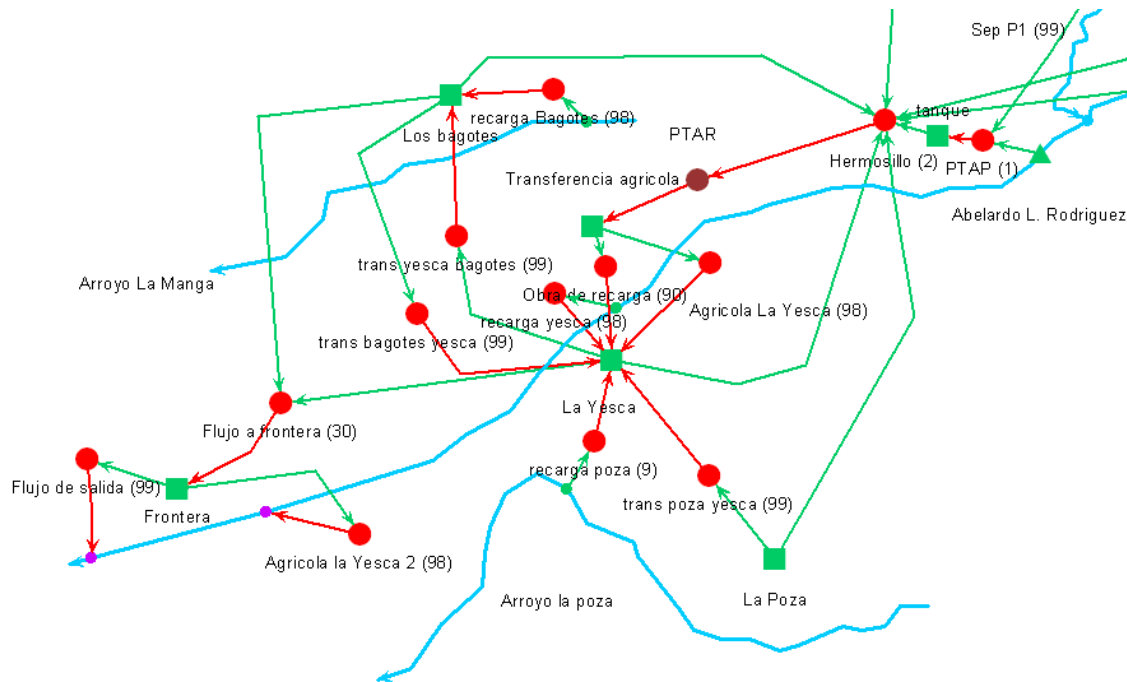 Sep P1 (99)
recarga Bagotes (98)
tanque
Los bagotes
PTAR
Hermosillo (2)
PTAP (1)
Transferencia agricola
Abelardo L. Rodriguez
trans yesca bagotes (99)
Arroyo La Manga
Obra de recarga (90)
Agricola La Yesca (98)
recarga yesca (98)
trans bagotes yesca (99)
La Yesca
Flujo a frontera (30)
recarga poza (9)
Flujo de salida (99)
trans poza yesca (99)
Frontera
Agricola la Yesca 2 (98)
Arroyo la poza
La Poza